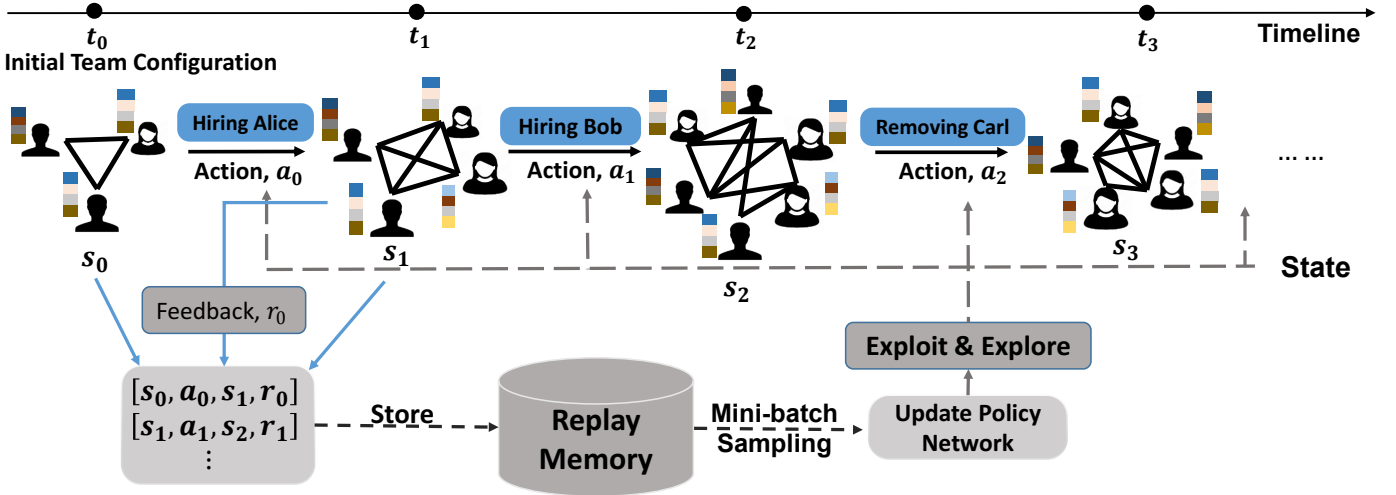 t₀ t₁ t₂ t₃ Timeline
Initial Team Configuration
Hiring Alice
Action, a₀
Hiring Bob
Action, a₁
Removing Carl
Action, a₂
... ...
s₀
s₁
s₂
s₃
State
Feedback, r₀
Exploit & Explore
[s₀, a₀, s₁, r₀]
[s₁, a₁, s₂, r₁]
⋮
Store
Replay
Memory
Mini-batch
Sampling
Update Policy
Network